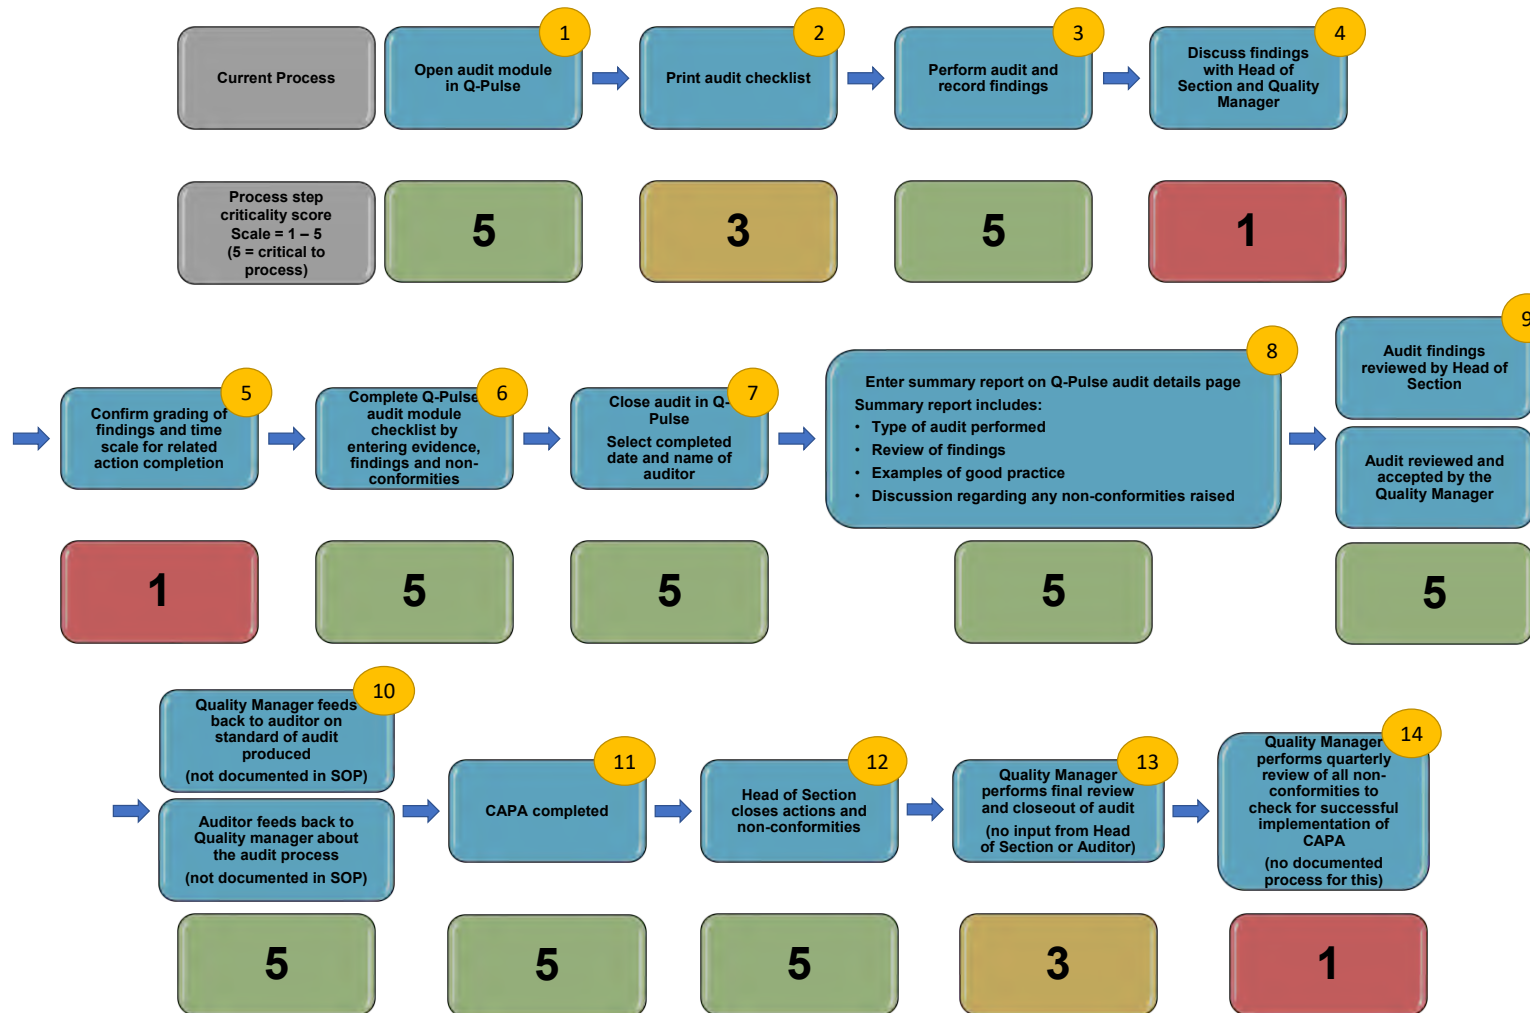 Current Process
1
Open audit module
in Q-Pulse
2
Print audit checklist
3
Perform audit and
record findings
4
Discuss findings
with Head of
Section and Quality
Manager
Process step
criticality score
Scale = 1 – 5
(5 = critical to
process)
5
3
5
1
5
Confirm grading of
findings and time
scale for related
action completion
6
Complete Q-Pulse
audit module
checklist by
entering evidence,
findings and non-
conformities
7
Close audit in Q-
Pulse
Select completed
date and name of
auditor
8
Enter summary report on Q-Pulse audit details page
Summary report includes:
• Type of audit performed
• Review of findings
• Examples of good practice
• Discussion regarding any non-conformities raised
9
Audit findings
reviewed by Head of
Section
Audit reviewed and
accepted by the
Quality Manager
1
5
5
5
5
10
Quality Manager feeds
back to auditor on
standard of audit
produced
(not documented in SOP)
Auditor feeds back to
Quality manager about
the audit process
(not documented in SOP)
11
CAPA completed
12
Head of Section
closes actions and
non-conformities
13
Quality Manager
performs final review
and closeout of audit
(no input from Head
of Section or Auditor)
14
Quality Manager
performs quarterly
review of all non-
conformities to
check for successful
implementation of
CAPA
(no documented
process for this)
5
5
5
3
1